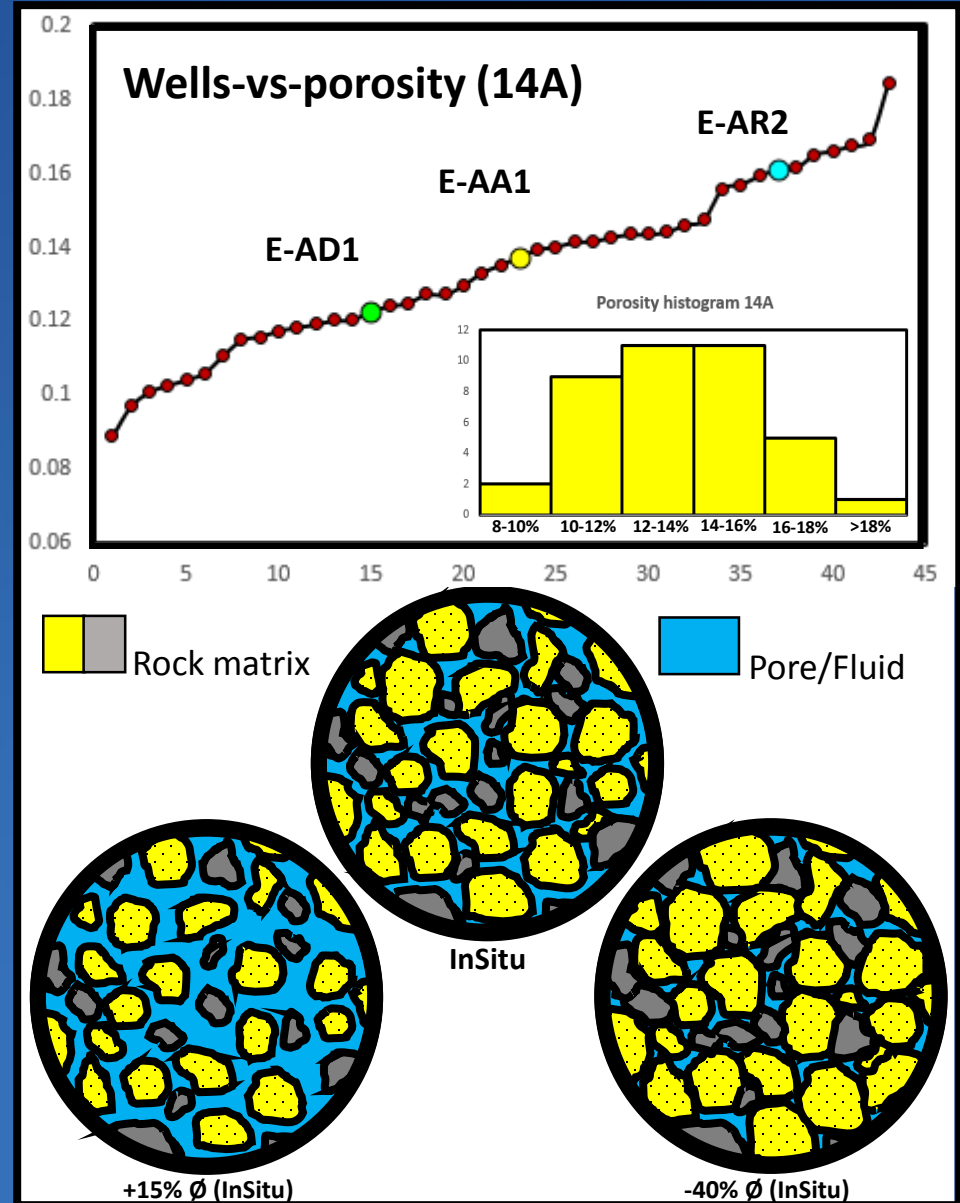 0.2
Wells-vs-porosity (14A)
0.18
E-AR2
0.16
E-AA1
0.14
E-AD1
0.12
0.1
0.08
0.06
Porosity histogram 14A
12
10
8
6
4
2
0
8-10% 10-12% 12-14% 14-16% 16-18% >18%
0 5 10 15 20 25 30 35 40 45
Rock matrix
Pore/Fluid
InSitu
+15% Ø (InSitu)
-40% Ø (InSitu)